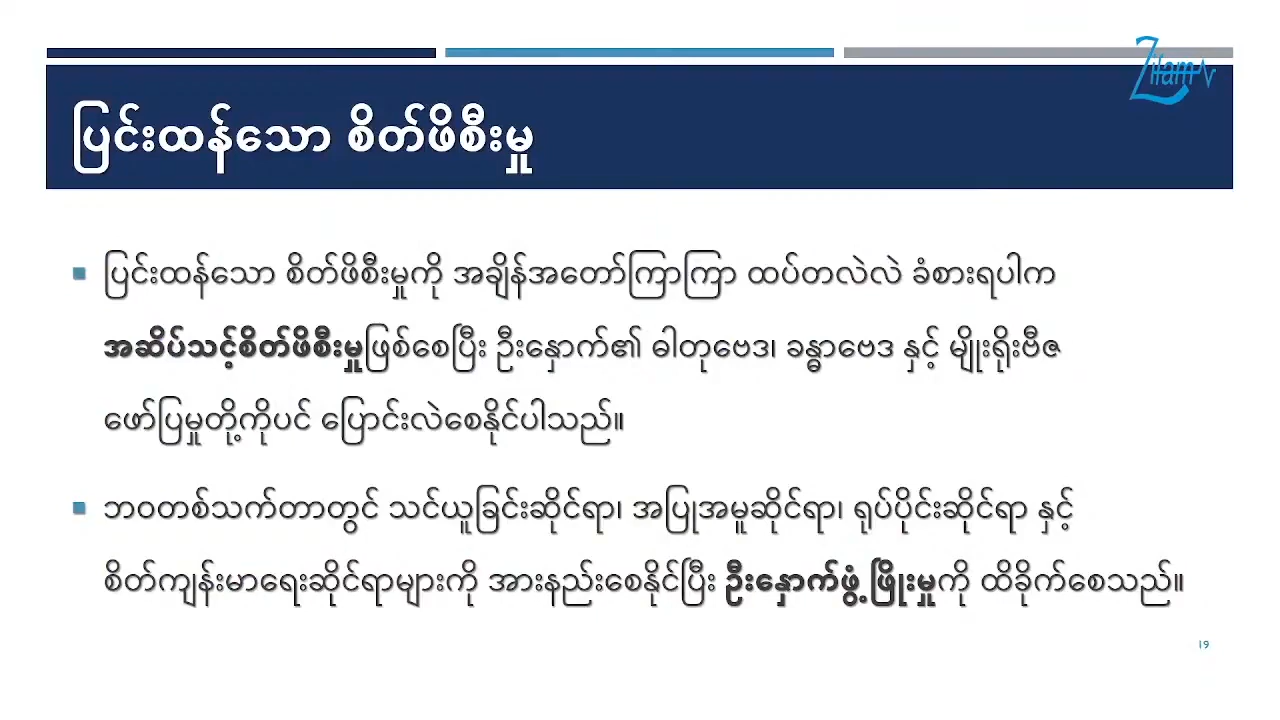 Zifam TV
ပြင်းထန်သော စိတ်ဖိစီးမှု
ပြင်းထန်သော စိတ်ဖိစီးမှုကို အချိန်အတော်ကြာကြာ ထပ်တလဲလဲ ခံစားရပါက
အဆိပ်သင့်စိတ်ဖိစီးမှုဖြစ်စေပြီး ဦးနှောက်၏ ဓါတုဗေဒ၊ ခန္ဓာဗေဒ နှင့် မျိုးရိုးဗီဇ
ဖော်ပြမှုတို့ကိုပင် ပြောင်းလဲစေနိုင်ပါသည်။
ဘဝတစ်သက်တာတွင် သင်ယူခြင်းဆိုင်ရာ၊ အပြုအမူဆိုင်ရာ၊ ရုပ်ပိုင်းဆိုင်ရာ နှင့်
စိတ်ကျန်းမာရေးဆိုင်ရာများကို အားနည်းစေနိုင်ပြီး ဦးနှောက်ဖွံ့ဖြိုးမှုကို ထိခိုက်စေသည်။
19